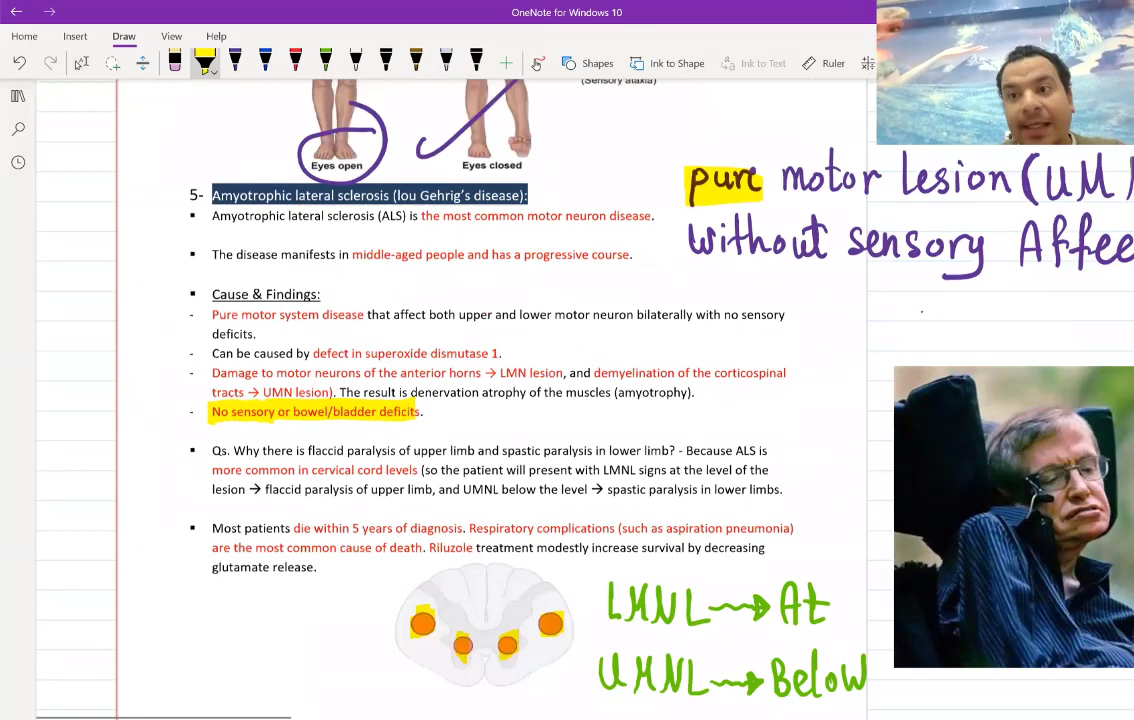 OneNote for Windows 10
Home Insert Draw View Help
Shapes Ink to Shape Ink to Text Ruler
(Sensory ataxia)
Eyes open Eyes closed
5- Amyotrophic lateral sclerosis (lou Gehrig's disease):
▪ Amyotrophic lateral sclerosis (ALS) is the most common motor neuron disease.
▪ The disease manifests in middle-aged people and has a progressive course.
▪ Cause & Findings:
- Pure motor system disease that affect both upper and lower motor neuron bilaterally with no sensory
deficits.
- Can be caused by defect in superoxide dismutase 1.
- Damage to motor neurons of the anterior horns → LMN lesion, and demyelination of the corticospinal
tracts → UMN lesion). The result is denervation atrophy of the muscles (amyotrophy).
- No sensory or bowel/bladder deficits.
▪ Qs. Why there is flaccid paralysis of upper limb and spastic paralysis in lower limb? - Because ALS is
more common in cervical cord levels (so the patient will present with LMNL signs at the level of the
lesion → flaccid paralysis of upper limb, and UMNL below the level → spastic paralysis in lower limbs.
▪ Most patients die within 5 years of diagnosis. Respiratory complications (such as aspiration pneumonia)
are the most common cause of death. Riluzole treatment modestly increase survival by decreasing
glutamate release.
pure motor lesion (UM
without sensory Affec
LMNL → At
UMNL → Below